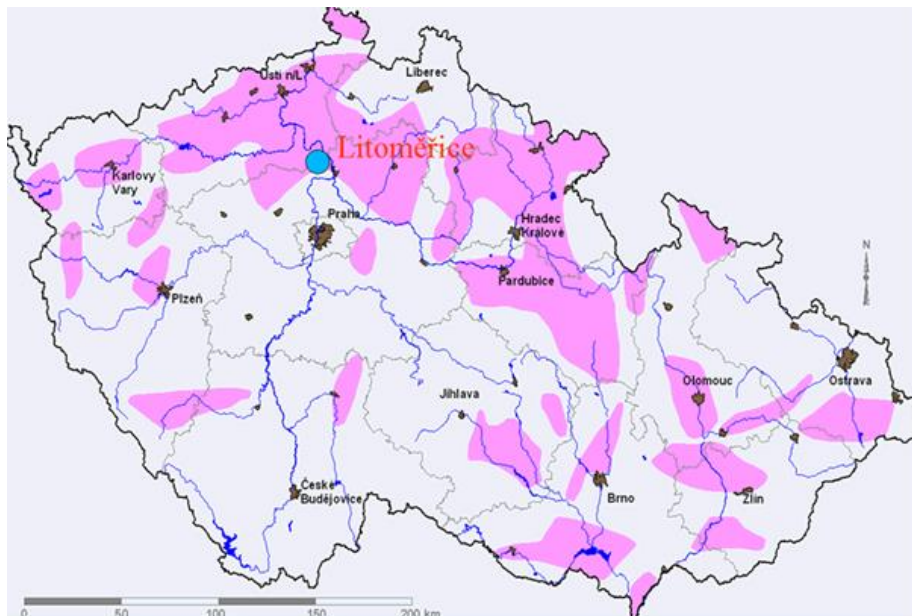 Ústí n/L
Liberec
Litoměřice
Karlovy
Vary
Praha
Hradec
Králové
Pardubice
N
Plzeň
Ostrava
Olomouc
Jihlava
České
Budějovice
Brno
Zlín
0 50 100 150 200 km